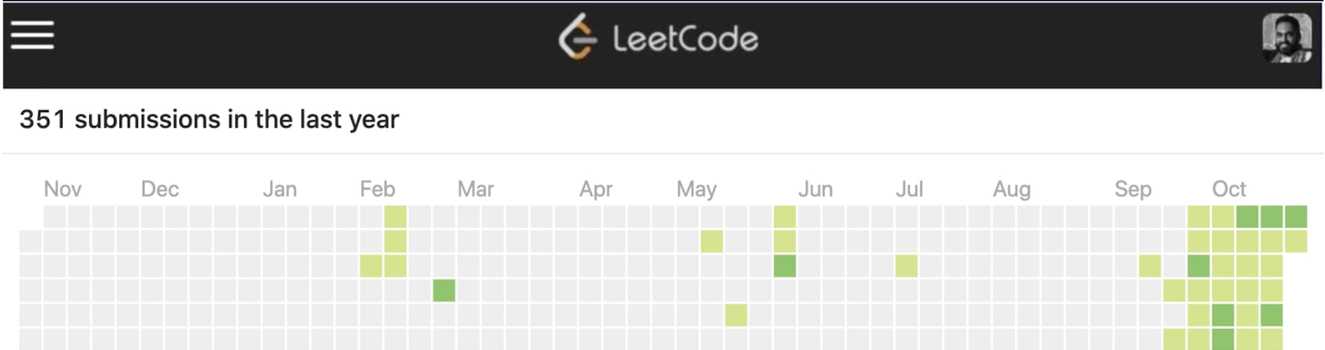 LeetCode
351 submissions in the last year
Nov Dec Jan Feb Mar Apr May Jun Jul Aug Sep Oct